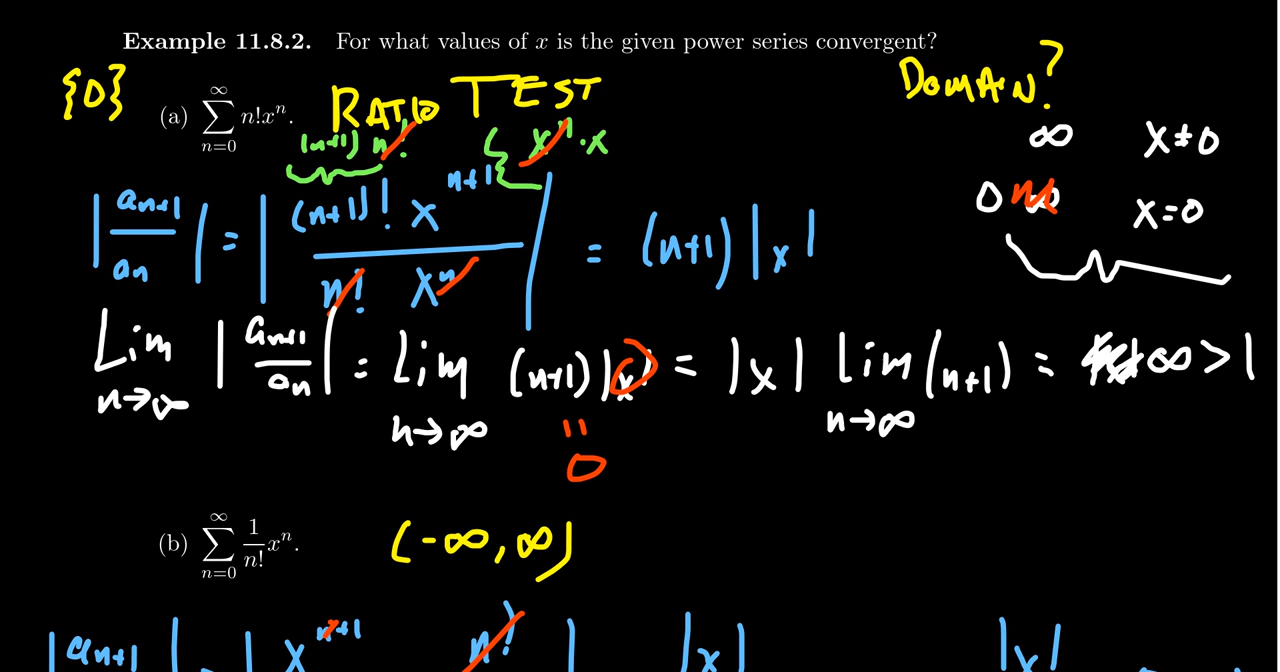 Example 11.8.2. For what values of x is the given power series convergent?
{0}
DOMAIN?
(a) ∑_{n=0}^{∞} n!x^n.
RATIO TEST
(n+1) n!
x^n · x
∞ x≠0
0 x=0
|a_{n+1}/a_n| = |(n+1)! x^{n+1} / n! x^n| = (n+1)|x|
Lim_{n→∞} |a_{n+1}/a_n| = Lim_{n→∞} (n+1)|x| = |x| lim_{n→∞} (n+1) = ∞ > 1
"
0
(b) ∑_{n=0}^{∞} 1/n! x^n.
(-∞, ∞)
|a_{n+1}| |x^{n+1} n!| |x| |x|